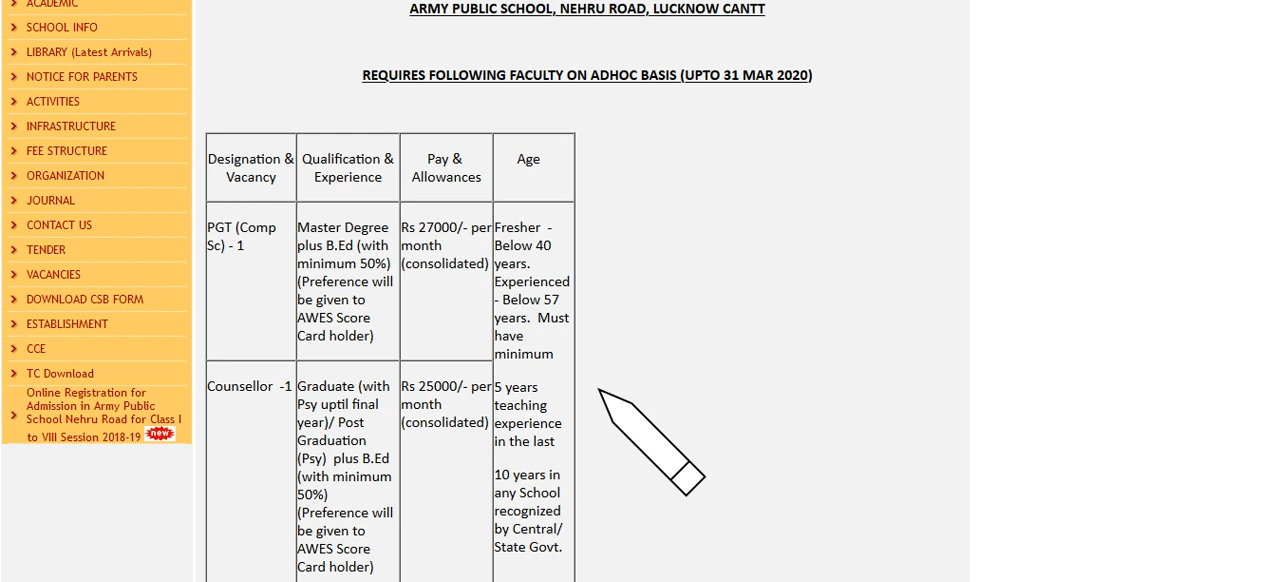 ACADEMIC
SCHOOL INFO
LIBRARY (Latest Arrivals)
NOTICE FOR PARENTS
ACTIVITIES
INFRASTRUCTURE
FEE STRUCTURE
ORGANIZATION
JOURNAL
CONTACT US
TENDER
VACANCIES
DOWNLOAD CSB FORM
ESTABLISHMENT
CCE
TC Download
Online Registration for
Admission in Army Public
School Nehru Road for Class I
to VIII Session 2018-19 new
ARMY PUBLIC SCHOOL, NEHRU ROAD, LUCKNOW CANTT
REQUIRES FOLLOWING FACULTY ON ADHOC BASIS (UPTO 31 MAR 2020)
Designation &
Vacancy
Qualification &
Experience
Pay &
Allowances
Age
PGT (Comp
Sc) - 1
Master Degree
plus B.Ed (with
minimum 50%)
(Preference will
be given to
AWES Score
Card holder)
Rs 27000/- per
month
(consolidated)
Fresher -
Below 40
years.
Experienced
- Below 57
years. Must
have
minimum
5 years
teaching
experience
in the last
10 years in
any School
recognized
by Central/
State Govt.
Counsellor -1
Graduate (with
Psy uptil final
year)/ Post
Graduation
(Psy) plus B.Ed
(with minimum
50%)
(Preference will
be given to
AWES Score
Card holder)
Rs 25000/- per
month
(consolidated)